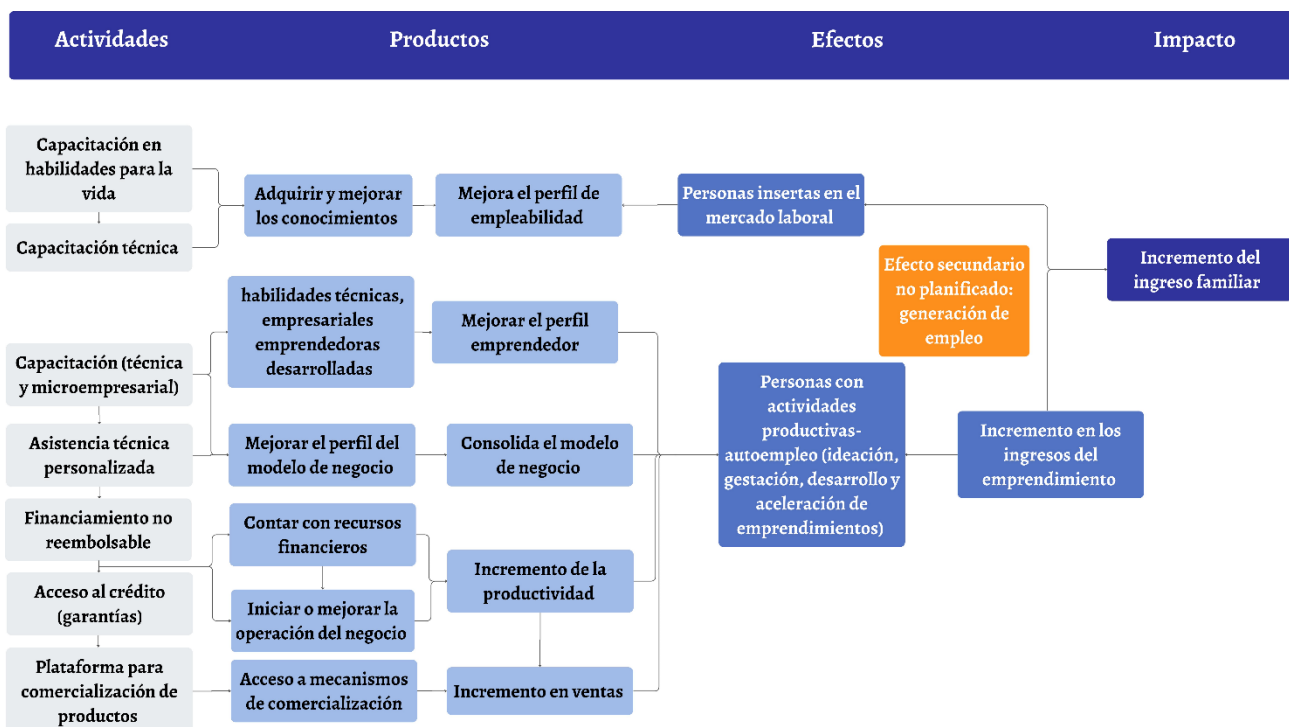 Actividades
Productos
Efectos
Impacto
Capacitación en
habilidades para la
vida
Capacitación técnica
Adquirir y mejorar
los conocimientos
Mejora el perfil de
empleabilidad
Personas insertas en el
mercado laboral
Efecto secundario
no planificado:
generación de
empleo
Incremento del
ingreso familiar
Capacitación (técnica
y microempresarial)
habilidades técnicas,
empresariales
emprendedoras
desarrolladas
Mejorar el perfil
emprendedor
Asistencia técnica
personalizada
Mejorar el perfil del
modelo de negocio
Consolida el modelo
de negocio
Personas con
actividades
productivas-
autoempleo (ideación,
gestación, desarrollo y
aceleración de
emprendimientos)
Incremento en los
ingresos del
emprendimiento
Financiamiento no
reembolsable
Contar con recursos
financieros
Acceso al crédito
(garantías)
Iniciar o mejorar la
operación del negocio
Incremento de la
productividad
Plataforma para
comercialización de
productos
Acceso a mecanismos
de comercialización
Incremento en ventas